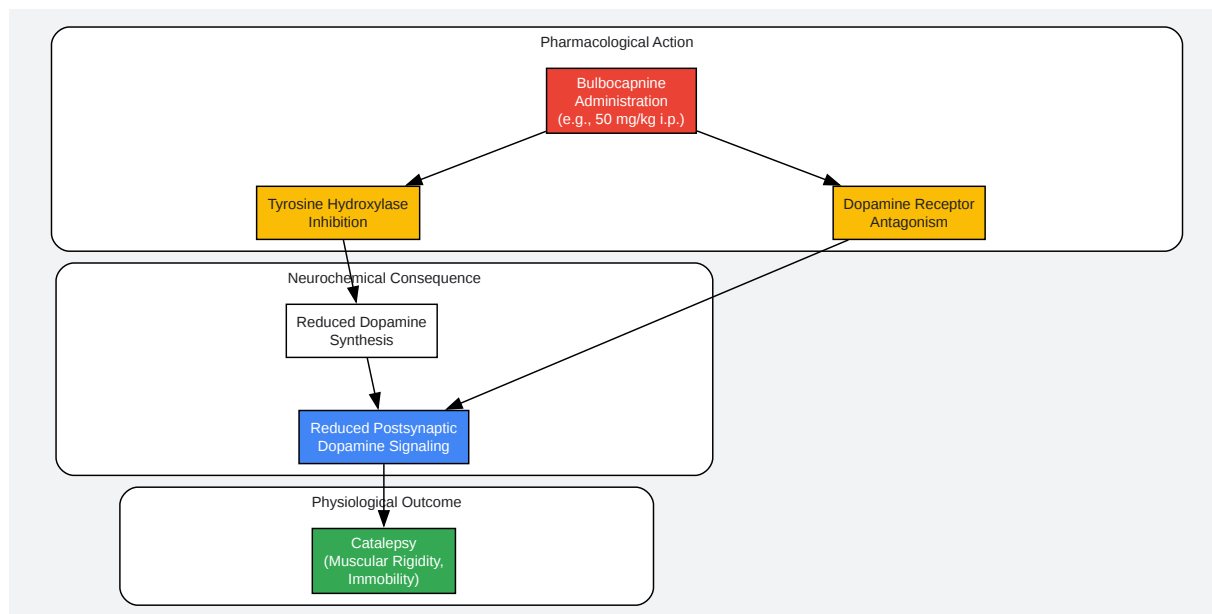 Pharmacological Action
Bulbocapnine
Administration
(e.g., 50 mg/kg i.p.)
Tyrosine Hydroxylase
Inhibition
Dopamine Receptor
Antagonism
Neurochemical Consequence
Reduced Dopamine
Synthesis
Reduced Postsynaptic
Dopamine Signaling
Physiological Outcome
Catalepsy
(Muscular Rigidity,
Immobility)